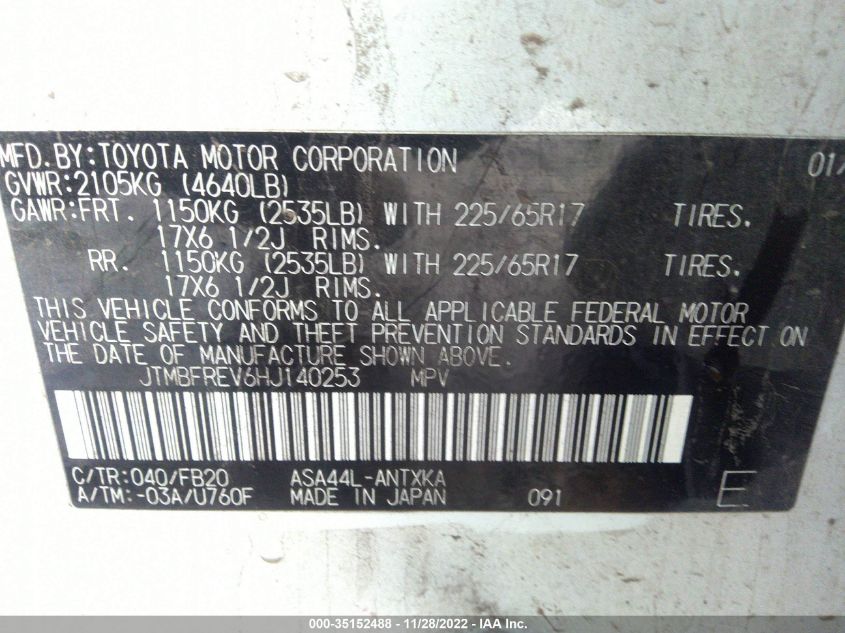 MFD.BY:TOYOTA MOTOR CORPORATION 01/
GVWR:2105KG (4640LB)
GAWR:FRT. 1150KG (2535LB) WITH 225/65R17 TIRES.
17X6 1/2J RIMS.
RR. 1150KG (2535LB) WITH 225/65R17 TIRES.
17X6 1/2J RIMS.
THIS VEHICLE CONFORMS TO ALL APPLICABLE FEDERAL MOTOR
VEHICLE SAFETY AND THEFT PREVENTION STANDARDS IN EFFECT ON
THE DATE OF MANUFACTURE SHOWN ABOVE.
JTMBFREV6HJ140253 MPV
C/TR:040/FB20 ASA44L-ANTXKA
A/TM:-03A/U760F MADE IN JAPAN 091 E
000-35152488 - 11/28/2022 - IAA Inc.